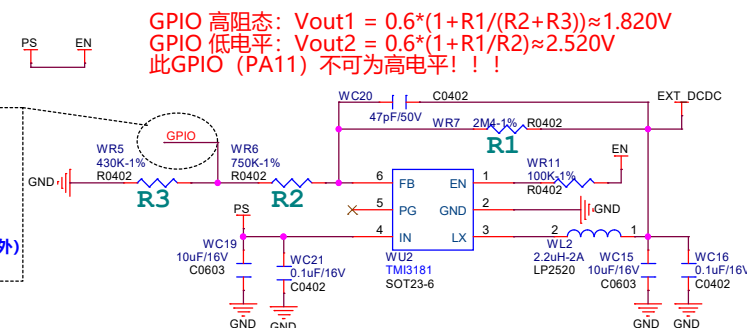 GPIO 高阻态：Vout1 = 0.6*(1+R1/(R2+R3))≈1.820V
GPIO 低电平：Vout2 = 0.6*(1+R1/R2)≈2.520V
此GPIO（PA11）不可为高电平！！！
PS EN
WC20 C0402
47pF/50V
EXT_DCDC
WR7 2M4-1% R0402
R1
GPIO
WR5
430K-1%
R0402
R3
GND
WR6
750K-1%
R0402
R2
WR11
100K-1%
R0402
EN
6 FB EN 1
5 PG GND 2
4 IN LX 3
GND
PS
WU2
TMI3181
SOT23-6
2 1
WL2
2.2uH-2A
LP2520
WC19
10uF/16V
C0603
WC21
0.1uF/16V
C0402
WC15
10uF/16V
C0603
WC16
0.1uF/16V
C0402
GND
GND
GND
GND
外)